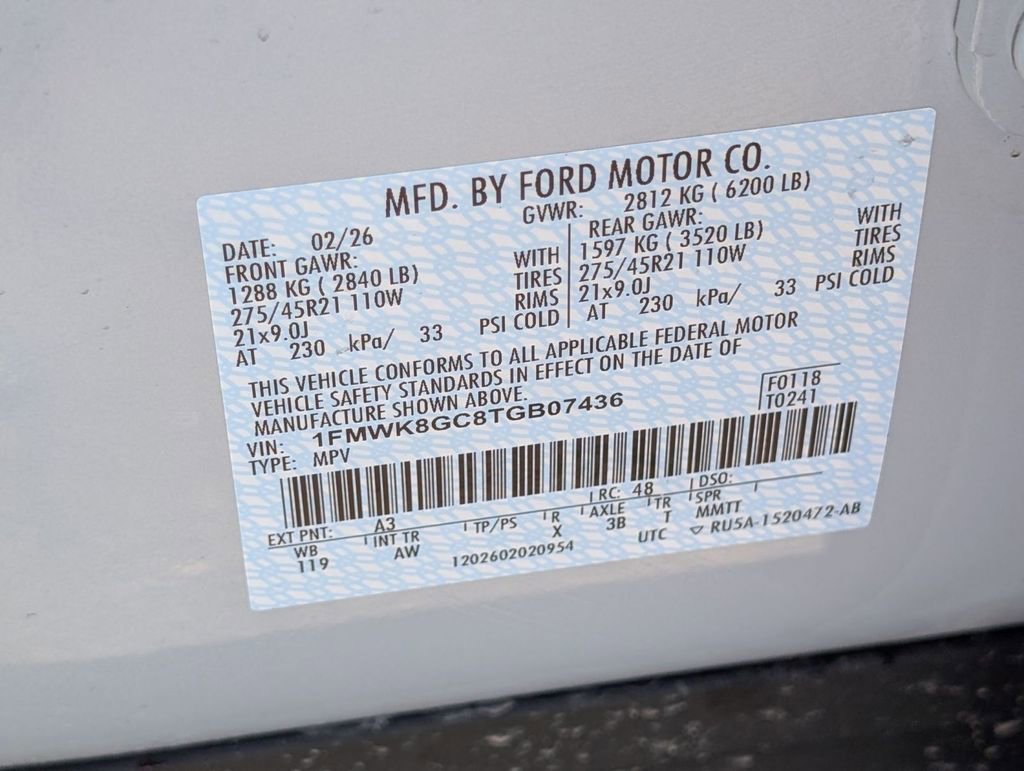 MFD. BY FORD MOTOR CO.
DATE: 02/26 GVWR: 2812 KG ( 6200 LB)
FRONT GAWR: WITH REAR GAWR: WITH
1288 KG ( 2840 LB) TIRES 1597 KG ( 3520 LB) TIRES
275/45R21 110W RIMS 275/45R21 110W RIMS
21x9.0J PSI COLD 21x9.0J PSI COLD
AT 230 kPa/ 33 AT 230 kPa/ 33
THIS VEHICLE CONFORMS TO ALL APPLICABLE FEDERAL MOTOR
VEHICLE SAFETY STANDARDS IN EFFECT ON THE DATE OF
MANUFACTURE SHOWN ABOVE.
VIN: 1FMWK8GC8TGB07436 F0118
TYPE: MPV T0241
EXT PNT: A3 RC: 48 DSO:
WB INT TR TP/PS R AXLE TR SPR
119 AW X 3B T MMTT
1202602020954 UTC ▽ RU5A-1520472-AB